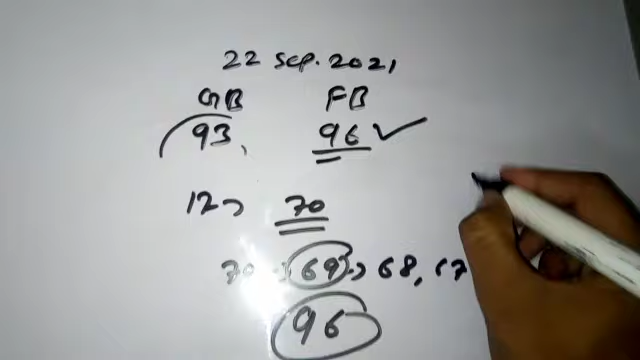 22 Sep. 2021
GB FB
93, 96
12> 70
70 69 > 68, 67
96